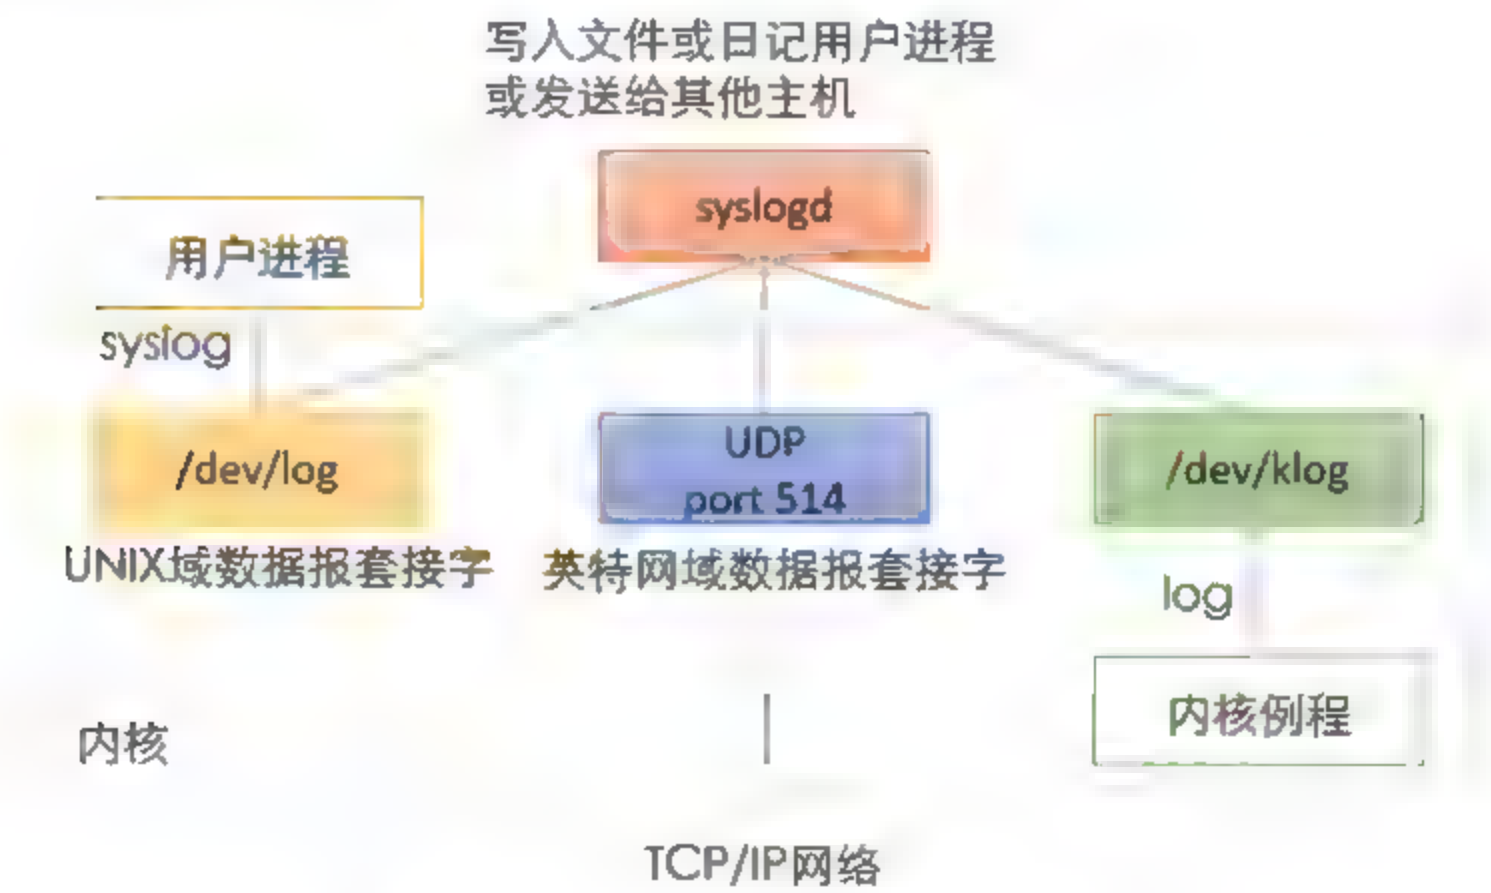 写入文件或日记用户进程
或发送给其他主机
syslogd
用户进程
syslog
/dev/log
UDP
port 514
/dev/klog
UNIX域数据报套接字
英特网域数据报套接字
log
内核例程
内核
TCP/IP网络